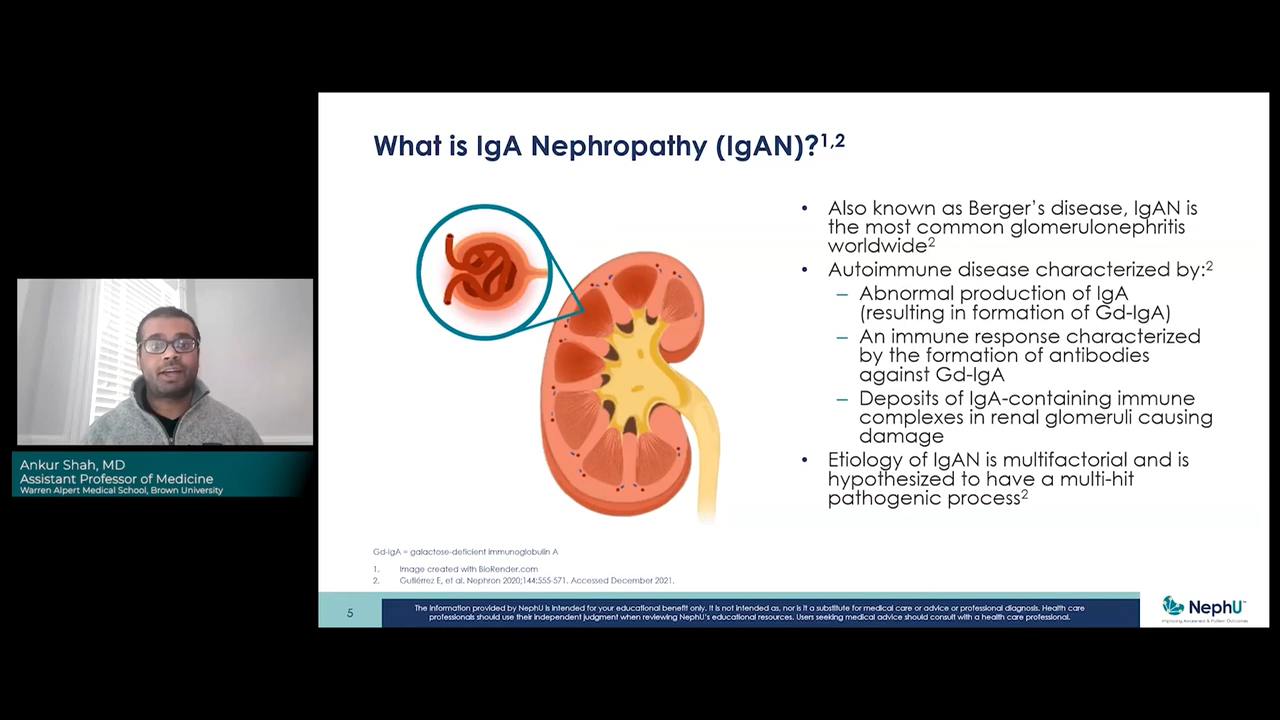 What is IgA Nephropathy (IgAN)?1,2
• Also known as Berger's disease, IgAN is
the most common glomerulonephritis
worldwide2
• Autoimmune disease characterized by:2
– Abnormal production of IgA
(resulting in formation of Gd-IgA)
– An immune response characterized
by the formation of antibodies
against Gd-IgA
– Deposits of IgA-containing immune
complexes in renal glomeruli causing
damage
• Etiology of IgAN is multifactorial and is
hypothesized to have a multi-hit
pathogenic process2
Ankur Shah, MD
Assistant Professor of Medicine
Warren Alpert Medical School, Brown University
Gd-IgA = galactose-deficient immunoglobulin A
1. Image created with BioRender.com
2. Gutiérrez E, et al. Nephron 2020;144:555-571. Accessed December 2021.
5
The information provided by NephU is intended for your educational benefit only. It is not intended as, nor is it a substitute for medical care or advice or professional diagnosis. Health care
professionals should use their independent judgment when reviewing NephU's educational resources. Users seeking medical advice should consult with a health care professional.
NephU™
Improving Awareness & Patient Outcomes